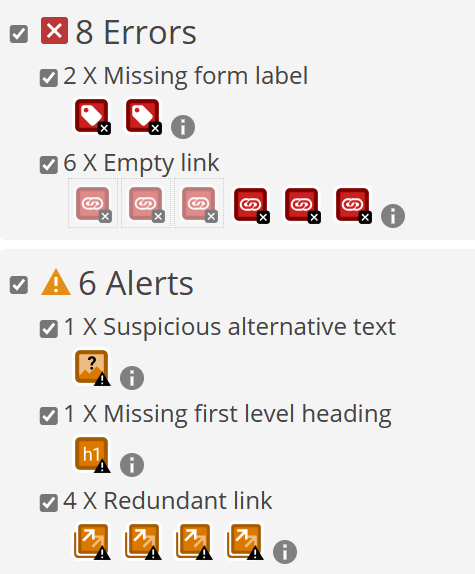 8 Errors
2 X Missing form label
6 X Empty link
6 Alerts
1 X Suspicious alternative text
?
1 X Missing first level heading
h1
4 X Redundant link